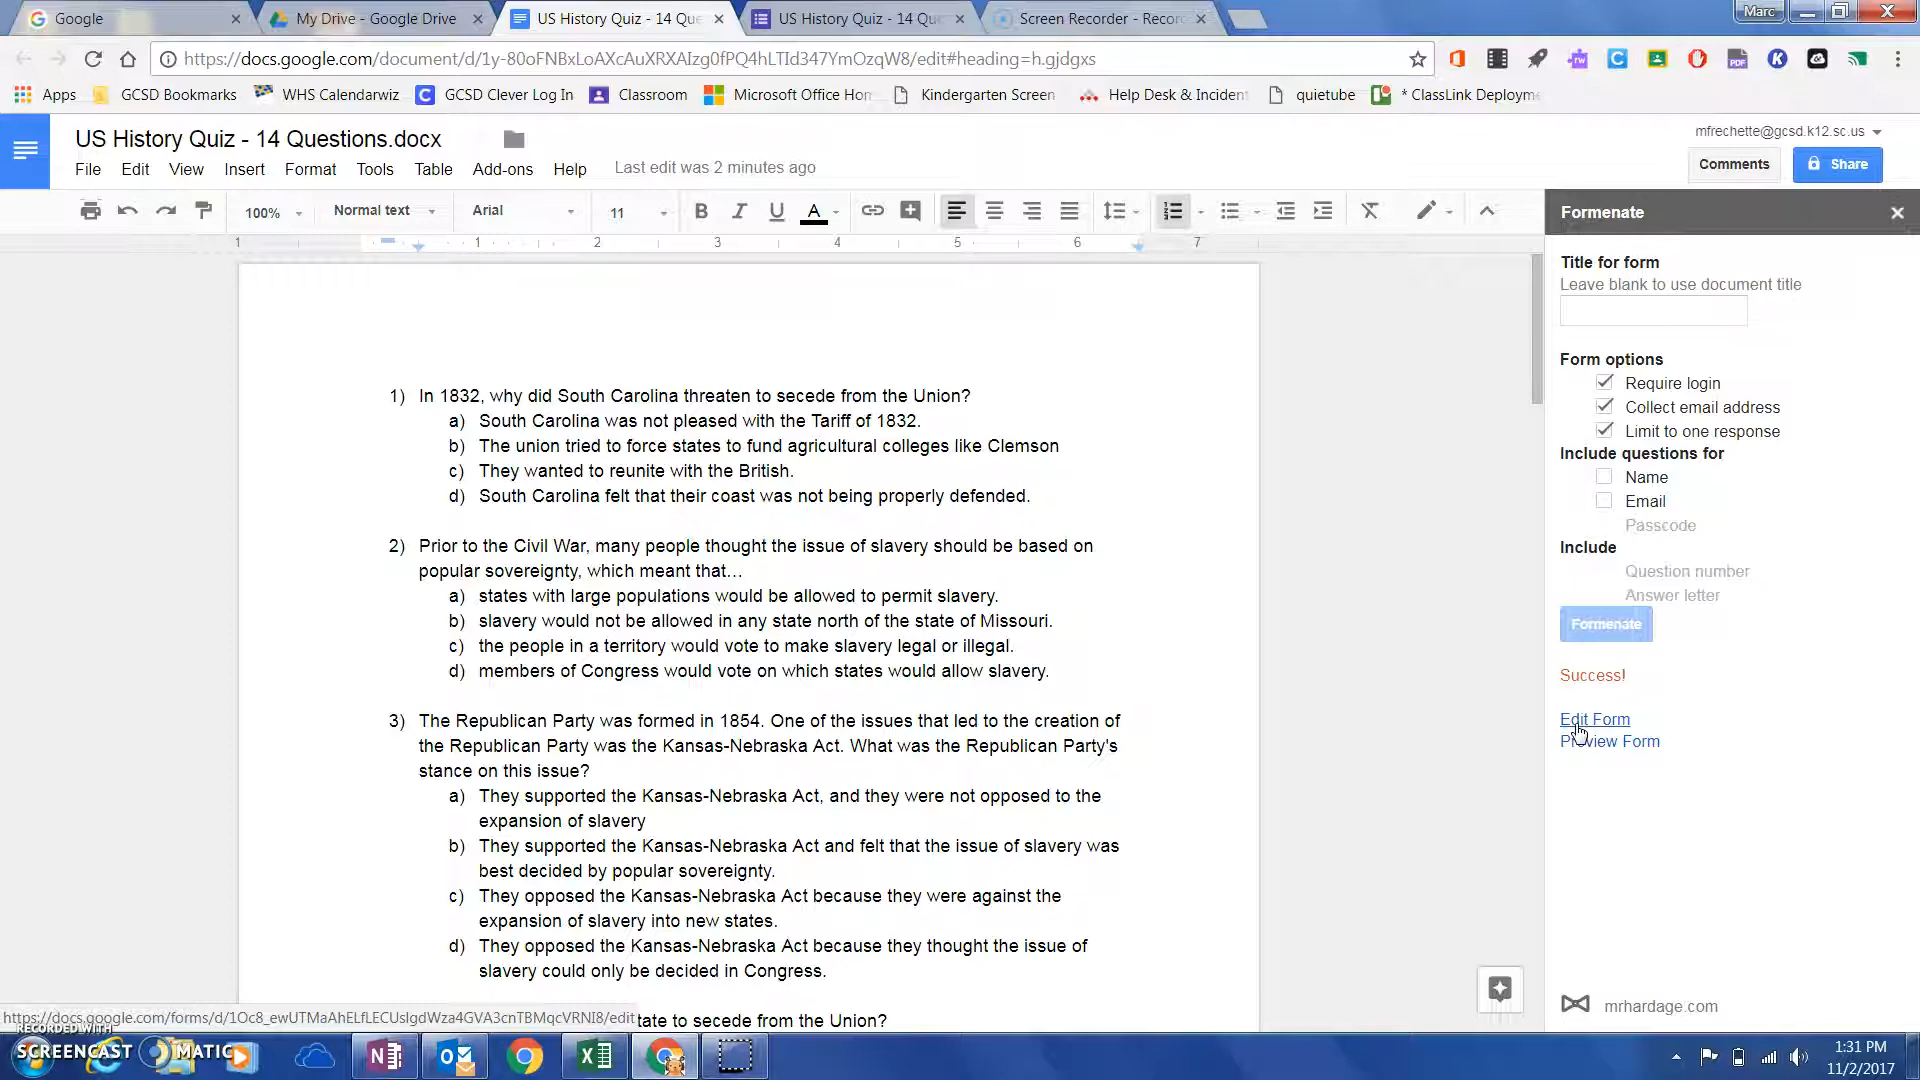 Google
My Drive - Google Drive
US History Quiz - 14 Que
US History Quiz - 14 Qu
Screen Recorder - Recor
Marc
https://docs.google.com/document/d/1y-80oFNBxLoAXcAuXRXAIzg0fPQ4hLTId347YmOzqW8/edit#heading=h.gjdgxs
Apps
GCSD Bookmarks
WHS Calendarwiz
GCSD Clever Log In
Classroom
Microsoft Office Hon
Kindergarten Screen
Help Desk & Incident
quietube
* ClassLink Deployme
US History Quiz - 14 Questions.docx
mfrechette@gcsd.k12.sc.us
File Edit View Insert Format Tools Table Add-ons Help
Last edit was 2 minutes ago
Comments
Share
100%
Normal text
Arial
11
B I U A
1 1 2 3 4 5 6 7
1) In 1832, why did South Carolina threaten to secede from the Union?
a) South Carolina was not pleased with the Tariff of 1832.
b) The union tried to force states to fund agricultural colleges like Clemson
c) They wanted to reunite with the British.
d) South Carolina felt that their coast was not being properly defended.
2) Prior to the Civil War, many people thought the issue of slavery should be based on
popular sovereignty, which meant that…
a) states with large populations would be allowed to permit slavery.
b) slavery would not be allowed in any state north of the state of Missouri.
c) the people in a territory would vote to make slavery legal or illegal.
d) members of Congress would vote on which states would allow slavery.
3) The Republican Party was formed in 1854. One of the issues that led to the creation of
the Republican Party was the Kansas-Nebraska Act. What was the Republican Party's
stance on this issue?
a) They supported the Kansas-Nebraska Act, and they were not opposed to the
expansion of slavery
b) They supported the Kansas-Nebraska Act and felt that the issue of slavery was
best decided by popular sovereignty.
c) They opposed the Kansas-Nebraska Act because they were against the
expansion of slavery into new states.
d) They opposed the Kansas-Nebraska Act because they thought the issue of
slavery could only be decided in Congress.
tate to secede from the Union?
Formenate
Title for form
Leave blank to use document title
Form options
Require login
Collect email address
Limit to one response
Include questions for
Name
Email
Passcode
Include
Question number
Answer letter
Formenate
Success!
Edit Form
Preview Form
mrhardage.com
https://docs.google.com/forms/d/1Oc8_ewUTMaAhELfLECUslgdWza4GVA3cnTBMqcVRNI8/edit
RECORDED WITH
SCREENCAST MATIC
1:31 PM
11/2/2017